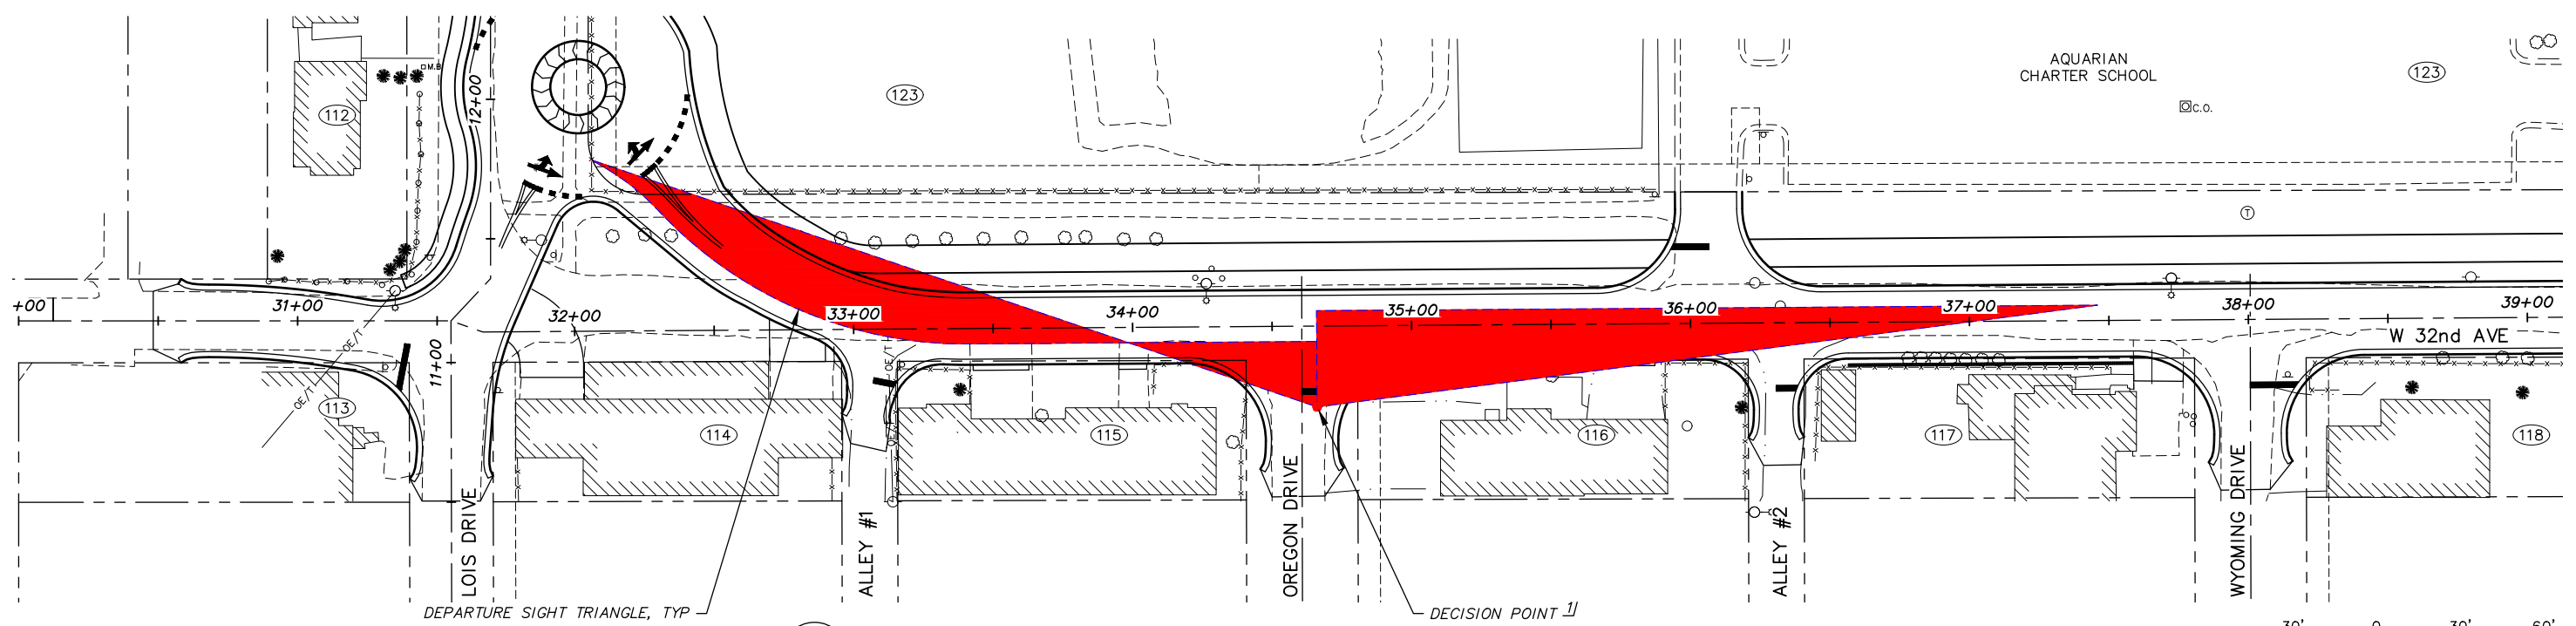 AQUARIAN
CHARTER SCHOOL
123
123
M.B
112
12+00
C.O.
T
+00
31+00
32+00
33+00
34+00
35+00
36+00
37+00
38+00
39+00
W 32nd AVE
11+00
OE/T
OE/T
OE/T
113
114
115
116
117
118
LOIS DRIVE
ALLEY #1
OREGON DRIVE
ALLEY #2
WYOMING DRIVE
DEPARTURE SIGHT TRIANGLE, TYP
DECISION POINT 1/
30' 0 30' 60'